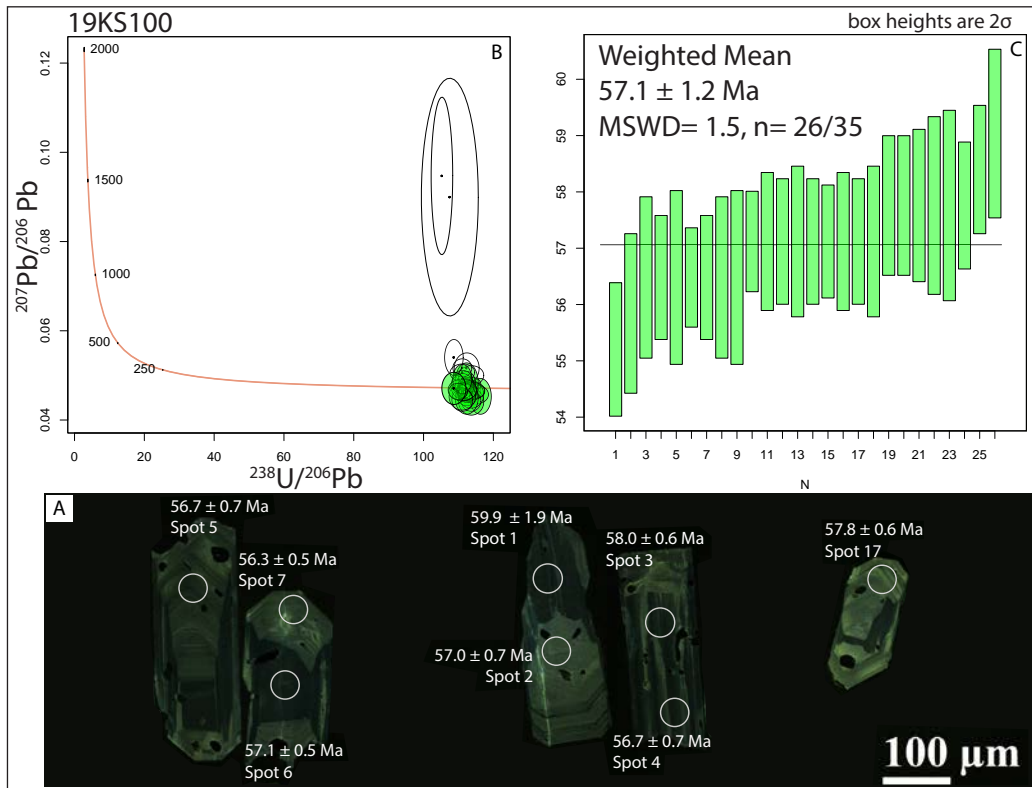 19KS100
box heights are 2σ
B
0.12
0.10
0.08
0.06
0.04
207Pb/206 Pb
2000
1500
1000
500
250
0
20
40
60
80
100
120
238U/206Pb
C
Weighted Mean
57.1 ± 1.2 Ma
MSWD= 1.5, n= 26/35
60
59
58
57
56
55
54
1
3
5
7
9
11
13
15
17
19
21
23
25
N
A
56.7 ± 0.7 Ma
Spot 5
56.3 ± 0.5 Ma
Spot 7
57.1 ± 0.5 Ma
Spot 6
59.9 ± 1.9 Ma
Spot 1
57.0 ± 0.7 Ma
Spot 2
58.0 ± 0.6 Ma
Spot 3
56.7 ± 0.7 Ma
Spot 4
57.8 ± 0.6 Ma
Spot 17
100 µm